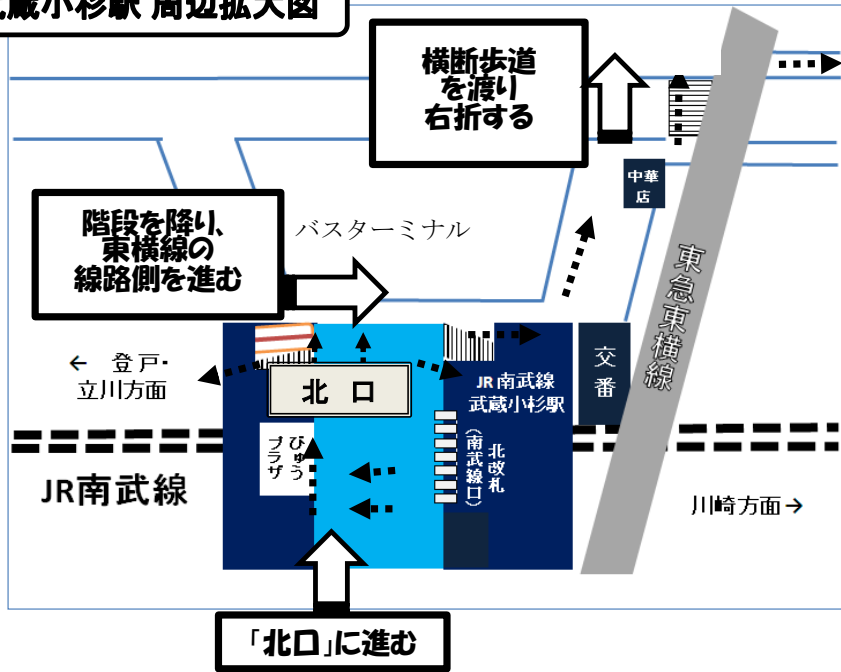 蔵小杉駅 周辺拡大図
横断歩道
を渡り
右折する
中華
店
階段を降り、
東横線の
線路側を進む
バスターミナル
東急東横線
← 登戸・
立川方面
北 口
JR南武線
武蔵小杉駅
交番
びゅう
プラザ
北改札
(南武線口)
JR南武線
川崎方面→
「北口」に進む